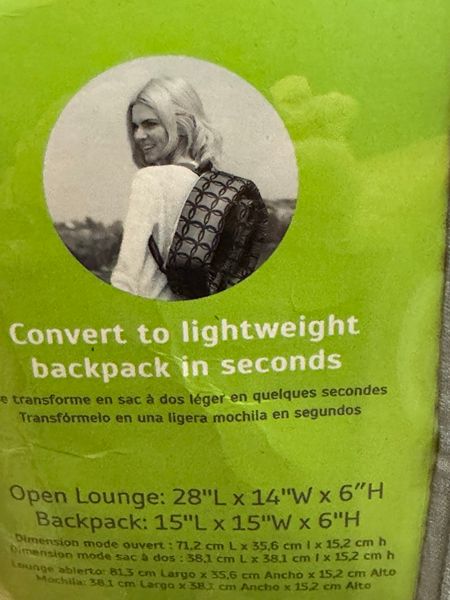 Convert to lightweight
backpack in seconds
e transforme en sac à dos léger en quelques secondes
Transfórmelo en una ligera mochila en segundos
Open Lounge: 28"L x 14"W x 6"H
Backpack: 15"L x 15"W x 6"H
Dimension mode ouvert : 71,2 cm L x 35,6 cm l x 15,2 cm h
Dimension mode sac à dos : 38,1 cm L x 38,1 cm l x 15,2 cm h
Lounge abierto: 81,3 cm Largo x 35,6 cm Ancho x 15,2 cm Alto
Mochila: 38,1 cm Largo x 38,1 cm Ancho x 15,2 cm Alto